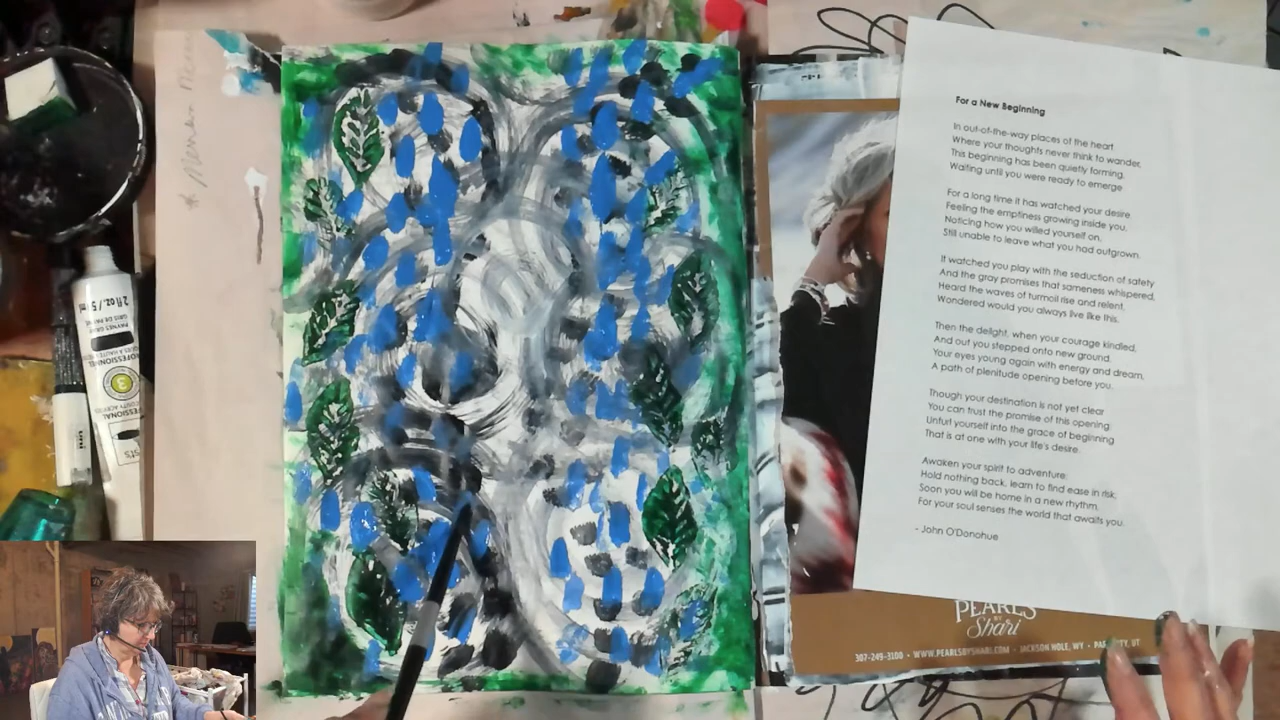 For a New Beginning
In out-of-the-way places of the heart
Where your thoughts never think to wander,
This beginning has been quietly forming,
Waiting until you were ready to emerge
For a long time it has watched your desire
Feeling the emptiness growing inside you,
Noticing how you willed yourself on,
Still unable to leave what you had outgrown.
It watched you play with the seduction of safety
And the gray promises that sameness whispered,
Heard the waves of turmoil rise and relent,
Wondered would you always live like this.
Then the delight, when your courage kindled,
And out you stepped onto new ground,
Your eyes young again with energy and dream,
A path of plenitude opening before you.
Though your destination is not yet clear
You can trust the promise of this opening;
Unfurl yourself into the grace of beginning
That is at one with your life's desire.
Awaken your spirit to adventure;
Hold nothing back, learn to find ease in risk;
Soon you will be home in a new rhythm,
For your soul senses the world that awaits you.
- John O'Donohue
PEARLS
BY
Shari
307-249-3100 • WWW.PEARLSBYSHARI.COM • JACKSON HOLE, WY • PARK CITY, UT
2 fl oz/5
PAYNES GRAY
GRIS DE PAYNE
3
uni